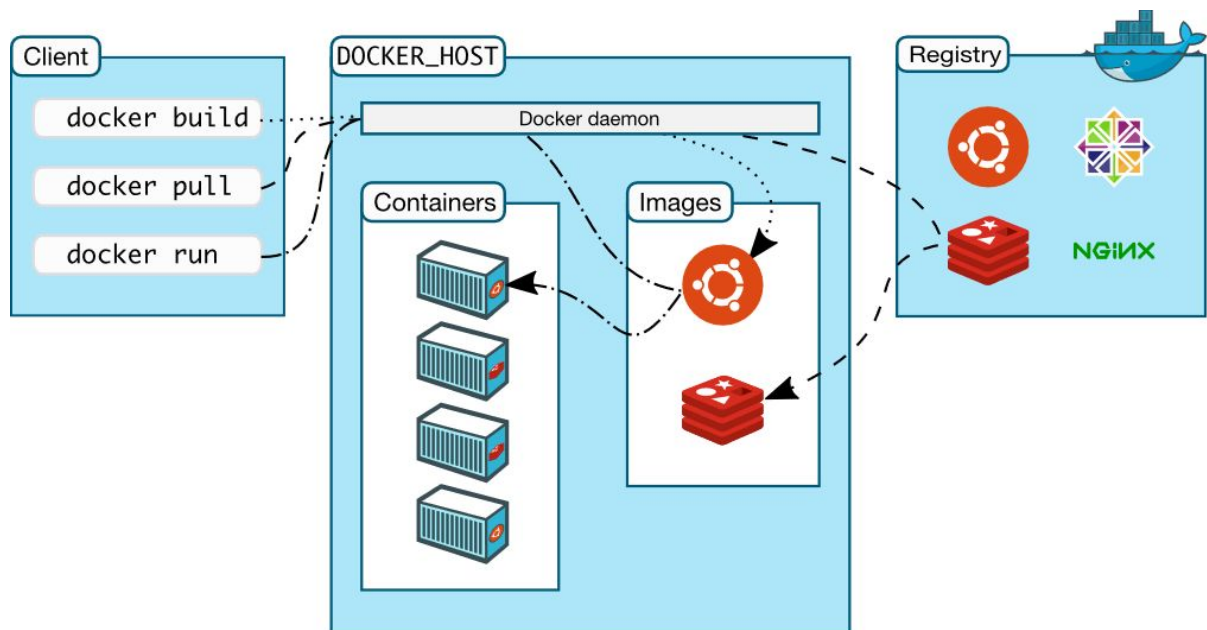 Client
docker build
docker pull
docker run
DOCKER_HOST
Docker daemon
Containers
Images
Registry
NGiNX